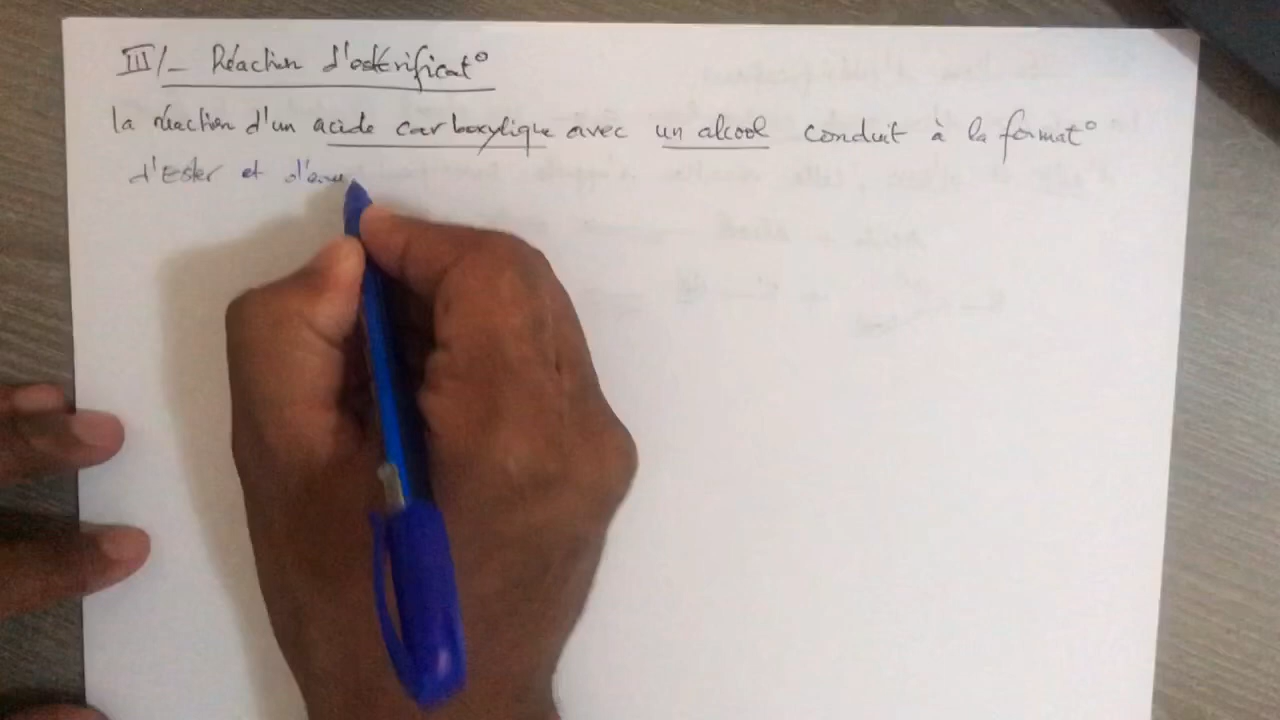 III/- Réaction d'estérificat°
la réaction d'un acide carboxylique avec un alcool conduit à la format°
d'Ester et d'eau